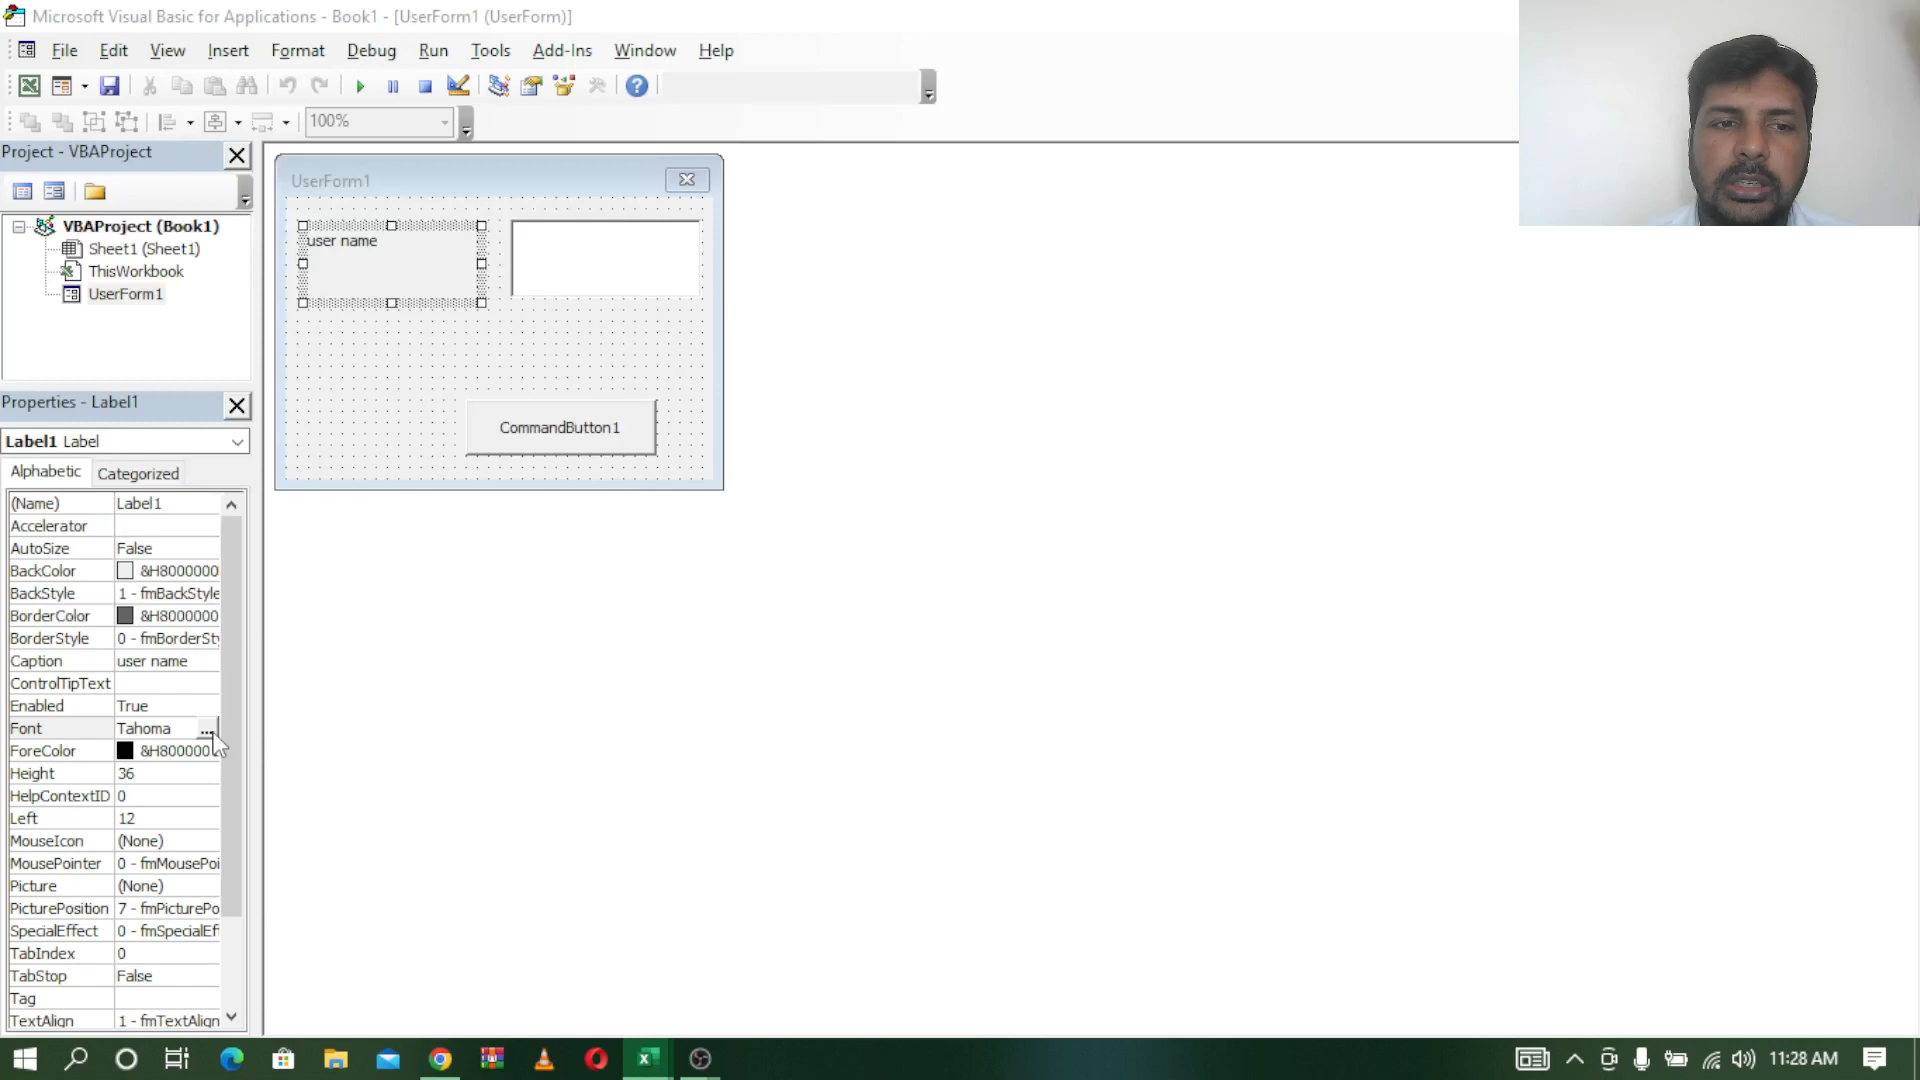 Microsoft Visual Basic for Applications - Book1 - [UserForm1 (UserForm)]
File Edit View Insert Format Debug Run Tools Add-Ins Window Help
100%
Project - VBAProject
VBAProject (Book1)
Sheet1 (Sheet1)
ThisWorkbook
UserForm1
UserForm1
user name
CommandButton1
Properties - Label1
Label1 Label
Alphabetic Categorized
(Name) Label1
Accelerator
AutoSize False
BackColor &H8000000
BackStyle 1 - fmBackStyle
BorderColor &H8000000
BorderStyle 0 - fmBorderSty
Caption user name
ControlTipText
Enabled True
Font Tahoma ...
ForeColor &H800000
Height 36
HelpContextID 0
Left 12
MouseIcon (None)
MousePointer 0 - fmMousePoi
Picture (None)
PicturePosition 7 - fmPicturePo
SpecialEffect 0 - fmSpecialEff
TabIndex 0
TabStop False
Tag
TextAlign 1 - fmTextAlign
11:28 AM